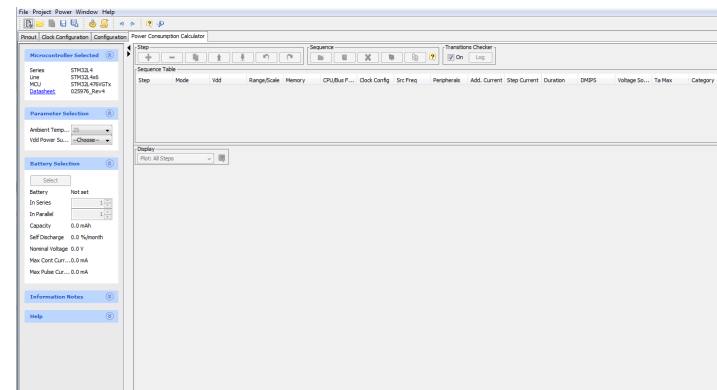 File Project Power Window Help
Pinout Clock Configuration Configuration Power Consumption Calculator
Microcontroller Selected
Series STM32L4
Line STM32L4x6
MCU STM32L476VGTx
Datasheet 025976_Rev4
Parameter Selection
Ambient Temp... 25
Vdd Power Su... --Choose--
Battery Selection
Select
Battery Not set
In Series 1
In Parallel 1
Capacity 0.0 mAh
Self Discharge 0.0 %/month
Nominal Voltage 0.0 V
Max Cont Curr... 0.0 mA
Max Pulse Cur... 0.0 mA
Information Notes
Help
Step Sequence Transitions Checker
On Log
Sequence Table
Step Mode Vdd Range/Scale Memory CPU/Bus F... Clock Config Src Freq Peripherals Add. Current Step Current Duration DMIPS Voltage So... Ta Max Category
Display
Plot: All Steps